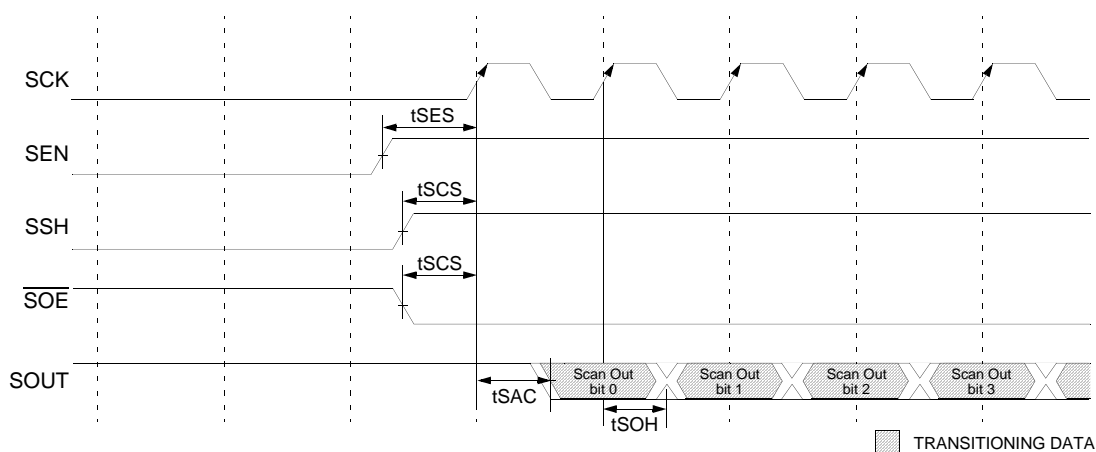 SCK
tSES
SEN
tSCS
SSH
tSCS
SOE
SOUT
Scan Out
bit 0
Scan Out
bit 1
Scan Out
bit 2
Scan Out
bit 3
tSAC
tSOH
TRANSITIONING DATA